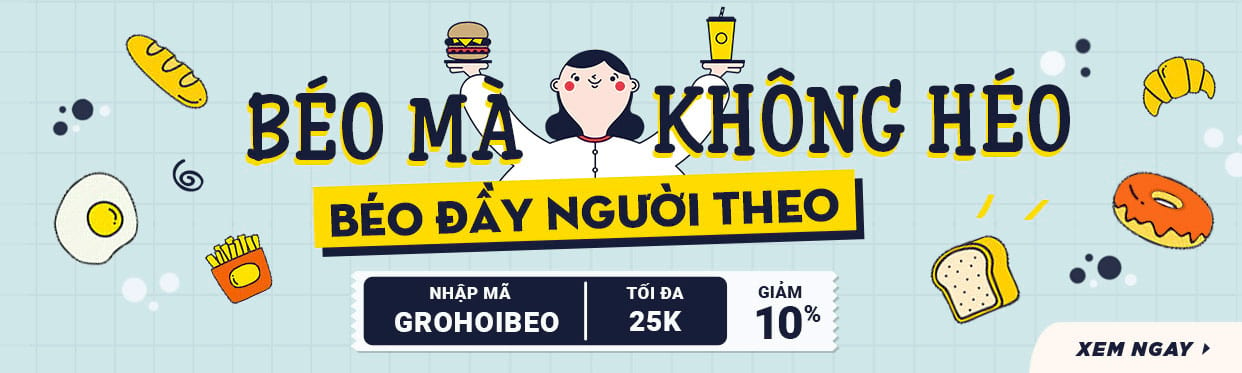 BÉO MÀ KHÔNG HÉO
BÉO ĐẦY NGƯỜI THEO
NHẬP MÃ
GROHOIBEO
TỐI ĐA
25K
GIẢM
10%
XEM NGAY